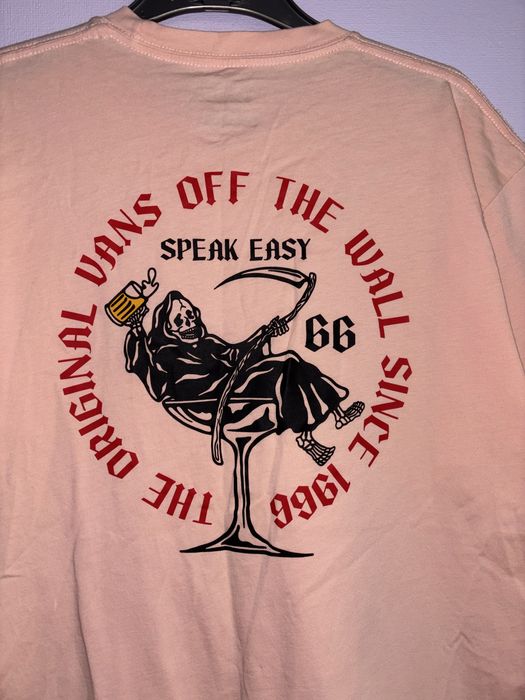 THE ORIGINAL VANS OFF THE WALL SINCE 1966
SPEAK EASY
66